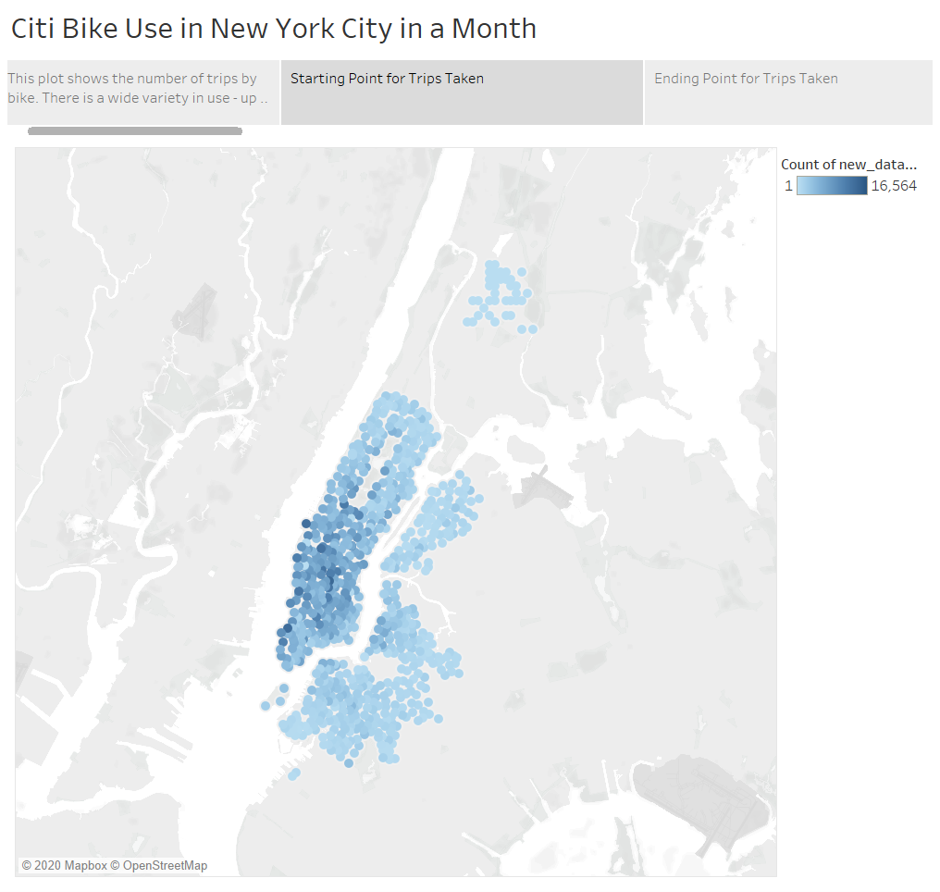 Citi Bike Use in New York City in a Month
This plot shows the number of trips by
bike. There is a wide variety in use - up ..
Starting Point for Trips Taken
Ending Point for Trips Taken
Count of new_data...
1 16,564
© 2020 Mapbox © OpenStreetMap